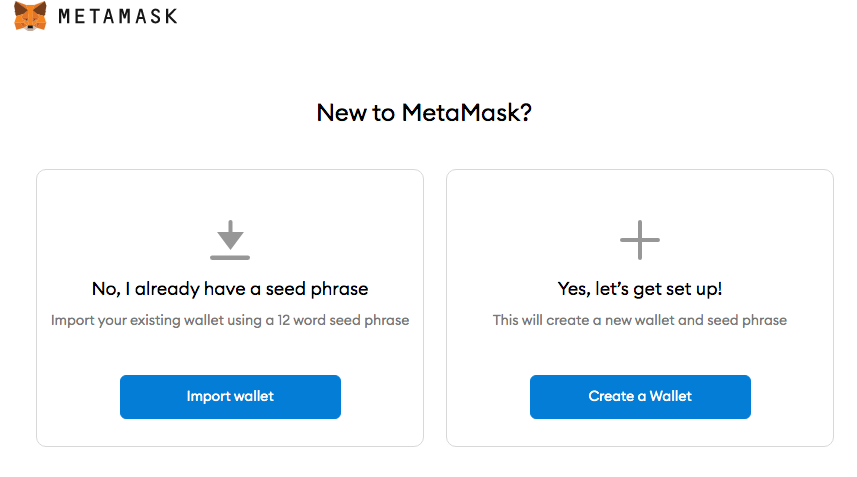 METAMASK
New to MetaMask?
No, I already have a seed phrase
Import your existing wallet using a 12 word seed phrase
Import wallet
Yes, let’s get set up!
This will create a new wallet and seed phrase
Create a Wallet